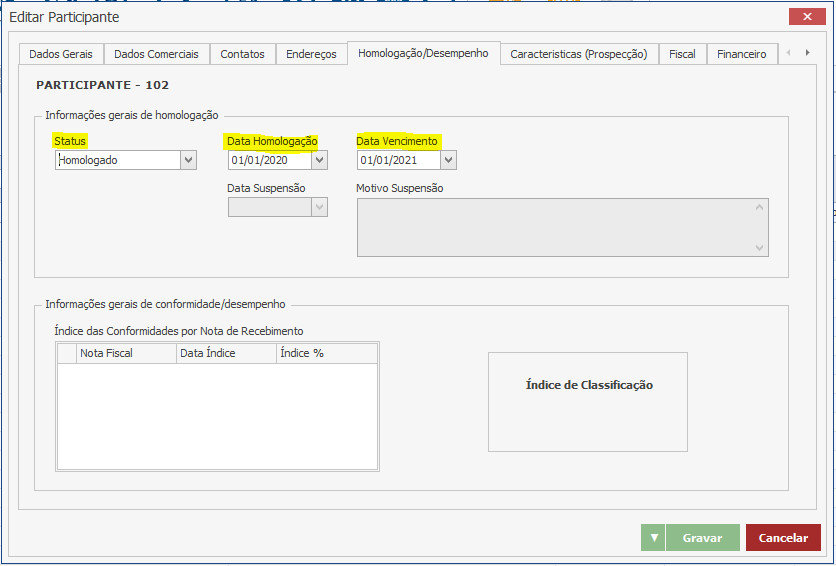 Editar Participante
Dados Gerais Dados Comerciais Contatos Endereços Homologação/Desempenho Caracteristicas (Prospecção) Fiscal Financeiro
PARTICIPANTE - 102
Informações gerais de homologação
Status Data Homologação Data Vencimento
Homologado 01/01/2020 01/01/2021
Data Suspensão Motivo Suspensão
Informações gerais de conformidade/desempenho
Índice das Conformidades por Nota de Recebimento
Nota Fiscal Data Índice Índice %
Índice de Classificação
Gravar Cancelar